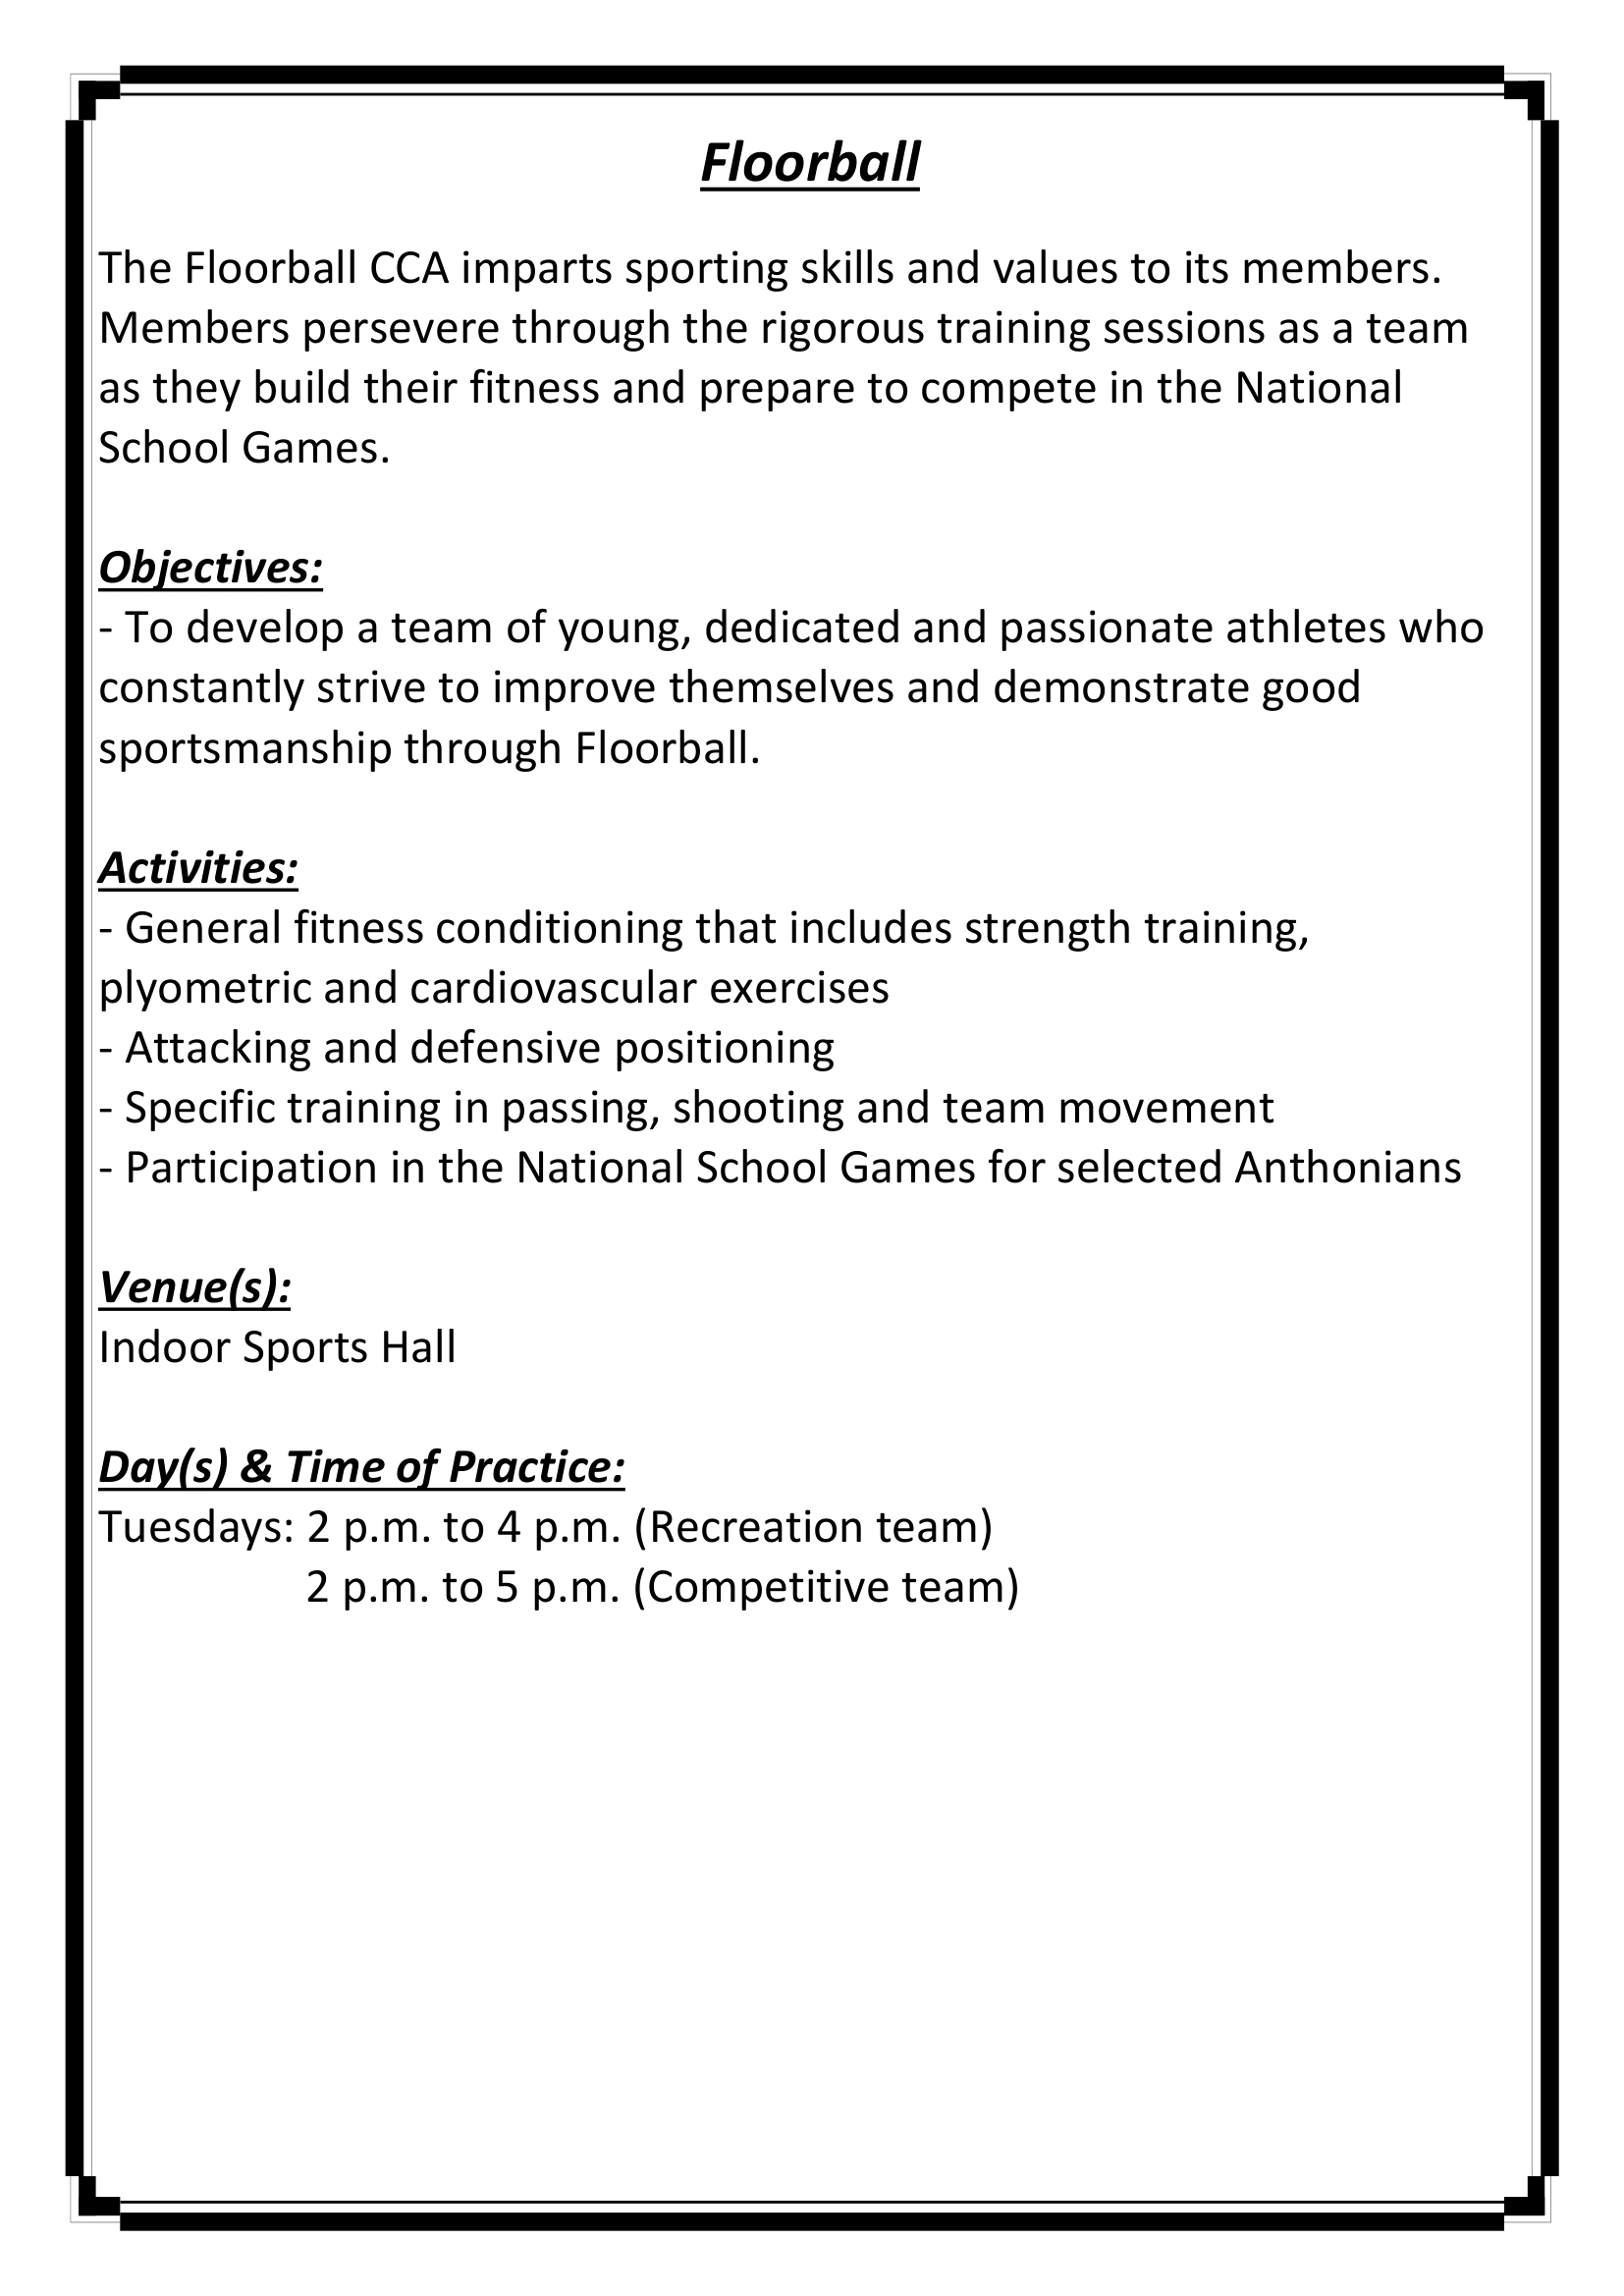 Floorball
The Floorball CCA imparts sporting skills and values to its members.
Members persevere through the rigorous training sessions as a team
as they build their fitness and prepare to compete in the National
School Games.
Objectives:
- To develop a team of young, dedicated and passionate athletes who
constantly strive to improve themselves and demonstrate good
sportsmanship through Floorball.
Activities:
- General fitness conditioning that includes strength training,
plyometric and cardiovascular exercises
- Attacking and defensive positioning
- Specific training in passing, shooting and team movement
- Participation in the National School Games for selected Anthonians
Venue(s):
Indoor Sports Hall
Day(s) & Time of Practice:
Tuesdays: 2 p.m. to 4 p.m. (Recreation team)
2 p.m. to 5 p.m. (Competitive team)